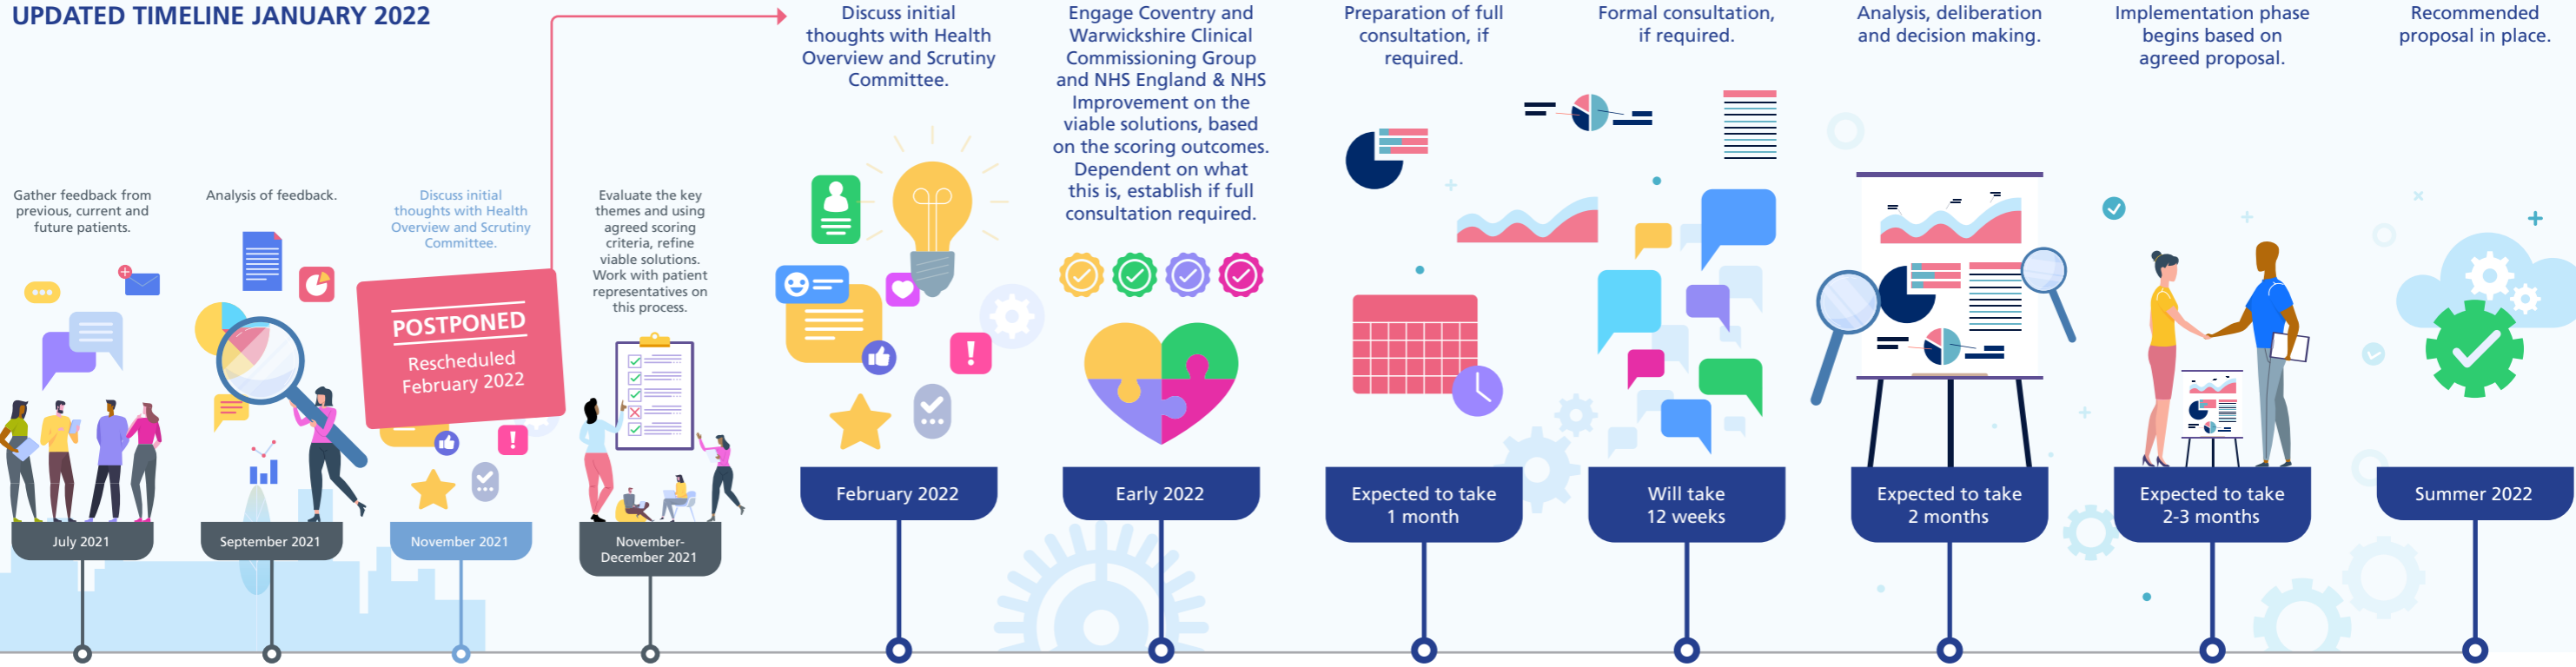 UPDATED TIMELINE JANUARY 2022
Gather feedback from
previous, current and
future patients.
July 2021
Analysis of feedback.
September 2021
Discuss initial
thoughts with Health
Overview and Scrutiny
Committee.
POSTPONED
Rescheduled
February 2022
November 2021
Evaluate the key
themes and using
agreed scoring
criteria, refine
viable solutions.
Work with patient
representatives on
this process.
November-
December 2021
Discuss initial
thoughts with Health
Overview and Scrutiny
Committee.
February 2022
Engage Coventry and
Warwickshire Clinical
Commissioning Group
and NHS England & NHS
Improvement on the
viable solutions, based
on the scoring outcomes.
Dependent on what
this is, establish if full
consultation required.
Early 2022
Preparation of full
consultation, if
required.
Expected to take
1 month
Formal consultation,
if required.
Will take
12 weeks
Analysis, deliberation
and decision making.
Expected to take
2 months
Implementation phase
begins based on
agreed proposal.
Expected to take
2-3 months
Recommended
proposal in place.
Summer 2022